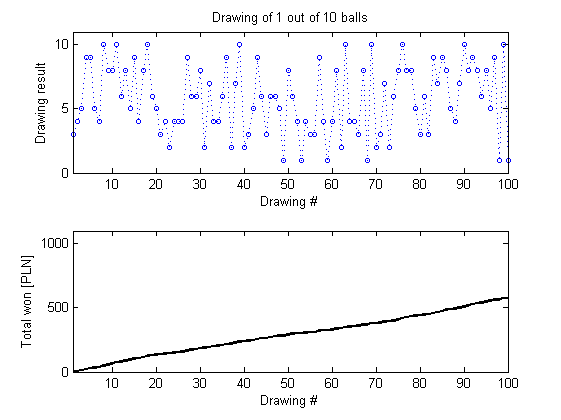 Drawing of 1 out of 10 balls
10
5
0
Drawing result
10 20 30 40 50 60 70 80 90 100
Drawing #
1000
500
0
Total won [PLN]
10 20 30 40 50 60 70 80 90 100
Drawing #